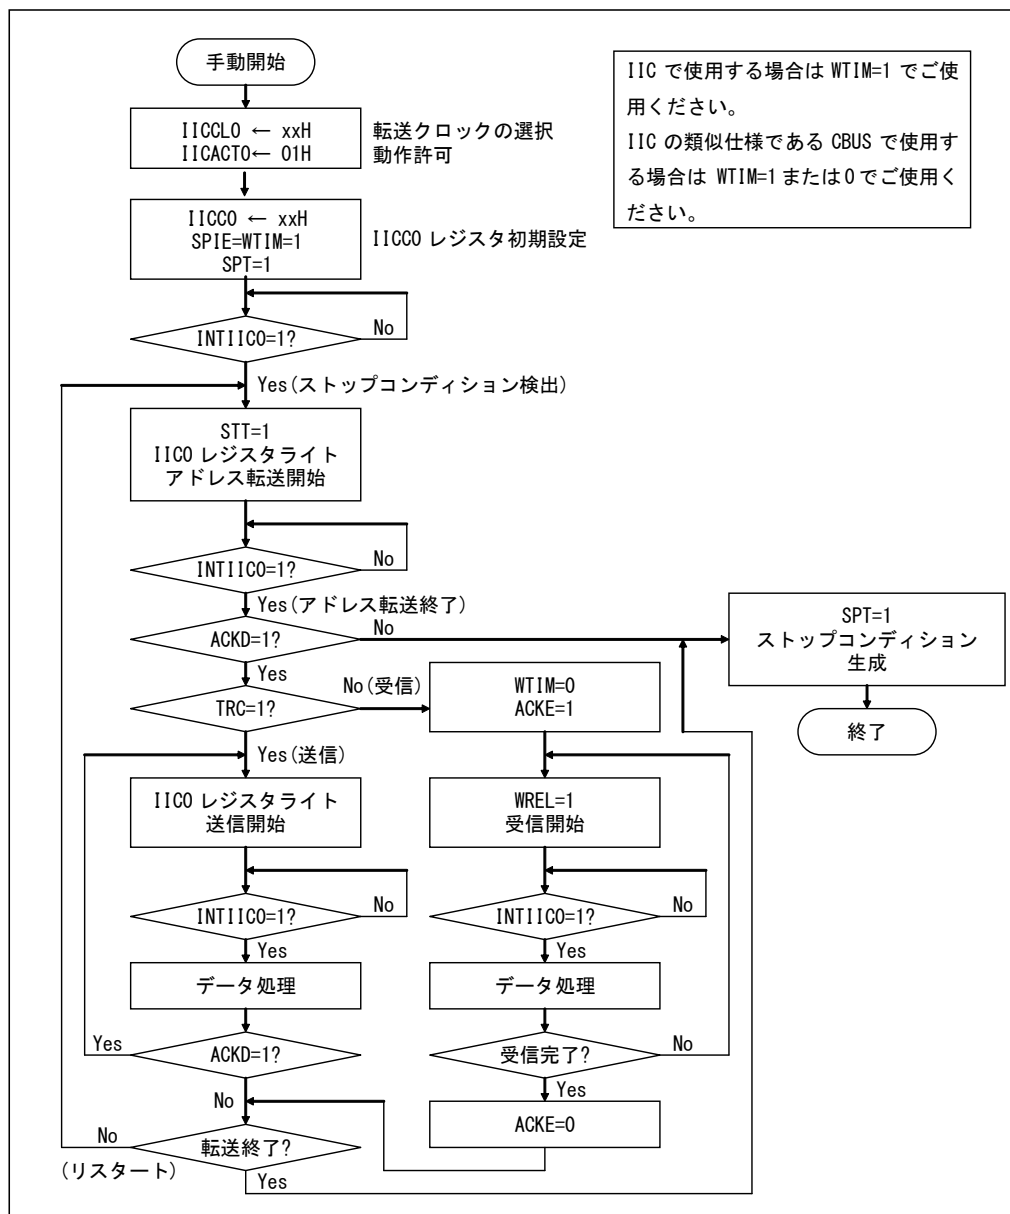 手動開始
IICCL0 ← xxH
IICACT0← 01H
転送クロックの選択
動作許可
IIC で使用する場合は WTIM=1 でご使
用ください。
IIC の類似仕様である CBUS で使用す
る場合は WTIM=1 または 0 でご使用く
ださい。
IICC0 ← xxH
SPIE=WTIM=1
SPT=1
IICC0 レジスタ初期設定
INTIIC0=1?
No
Yes(ストップコンディション検出)
STT=1
IIC0 レジスタライト
アドレス転送開始
INTIIC0=1?
No
Yes(アドレス転送終了)
ACKD=1?
No
SPT=1
ストップコンディション
生成
終了
Yes
TRC=1?
No(受信)
WTIM=0
ACKE=1
Yes(送信)
IIC0 レジスタライト
送信開始
WREL=1
受信開始
INTIIC0=1?
No
INTIIC0=1?
No
Yes
Yes
データ処理
データ処理
Yes
ACKD=1?
受信完了?
No
No
Yes
ACKE=0
No
転送終了?
(リスタート)
Yes